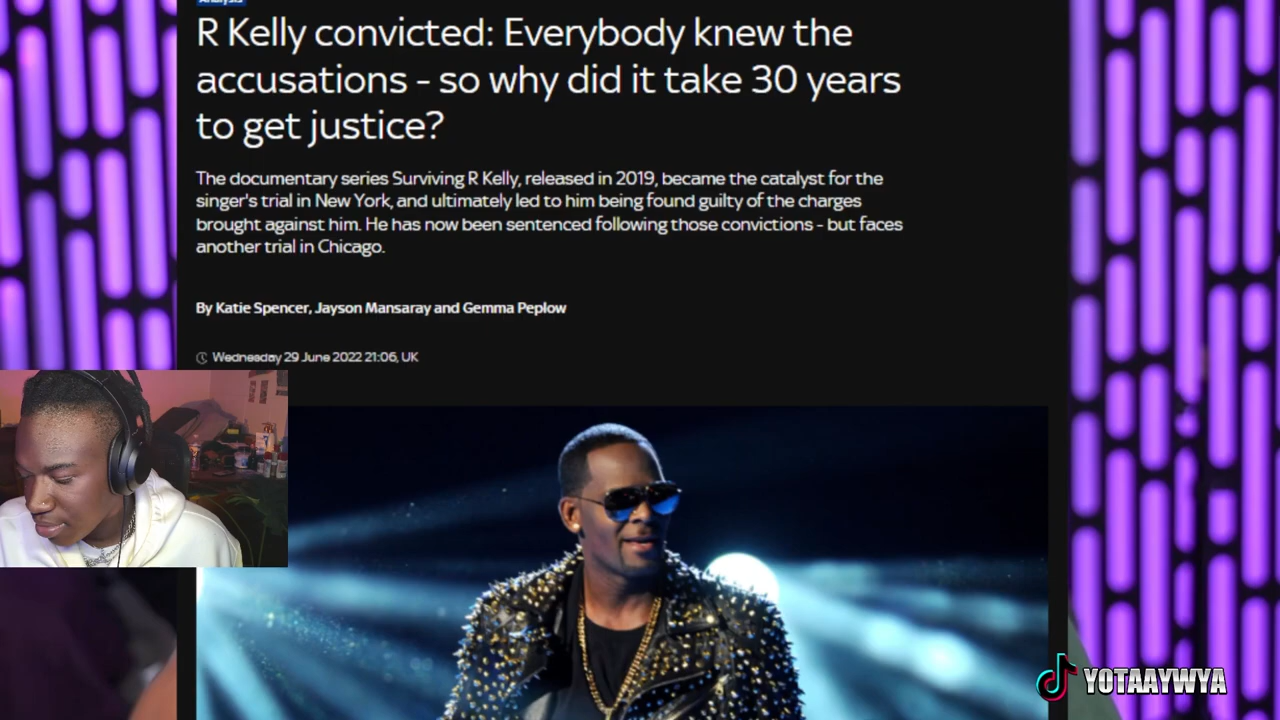 Analysis
R Kelly convicted: Everybody knew the
accusations - so why did it take 30 years
to get justice?
The documentary series Surviving R Kelly, released in 2019, became the catalyst for the
singer's trial in New York, and ultimately led to him being found guilty of the charges
brought against him. He has now been sentenced following those convictions - but faces
another trial in Chicago.
By Katie Spencer, Jayson Mansaray and Gemma Peplow
Wednesday 29 June 2022 21:06, UK
YOTAAYWYA